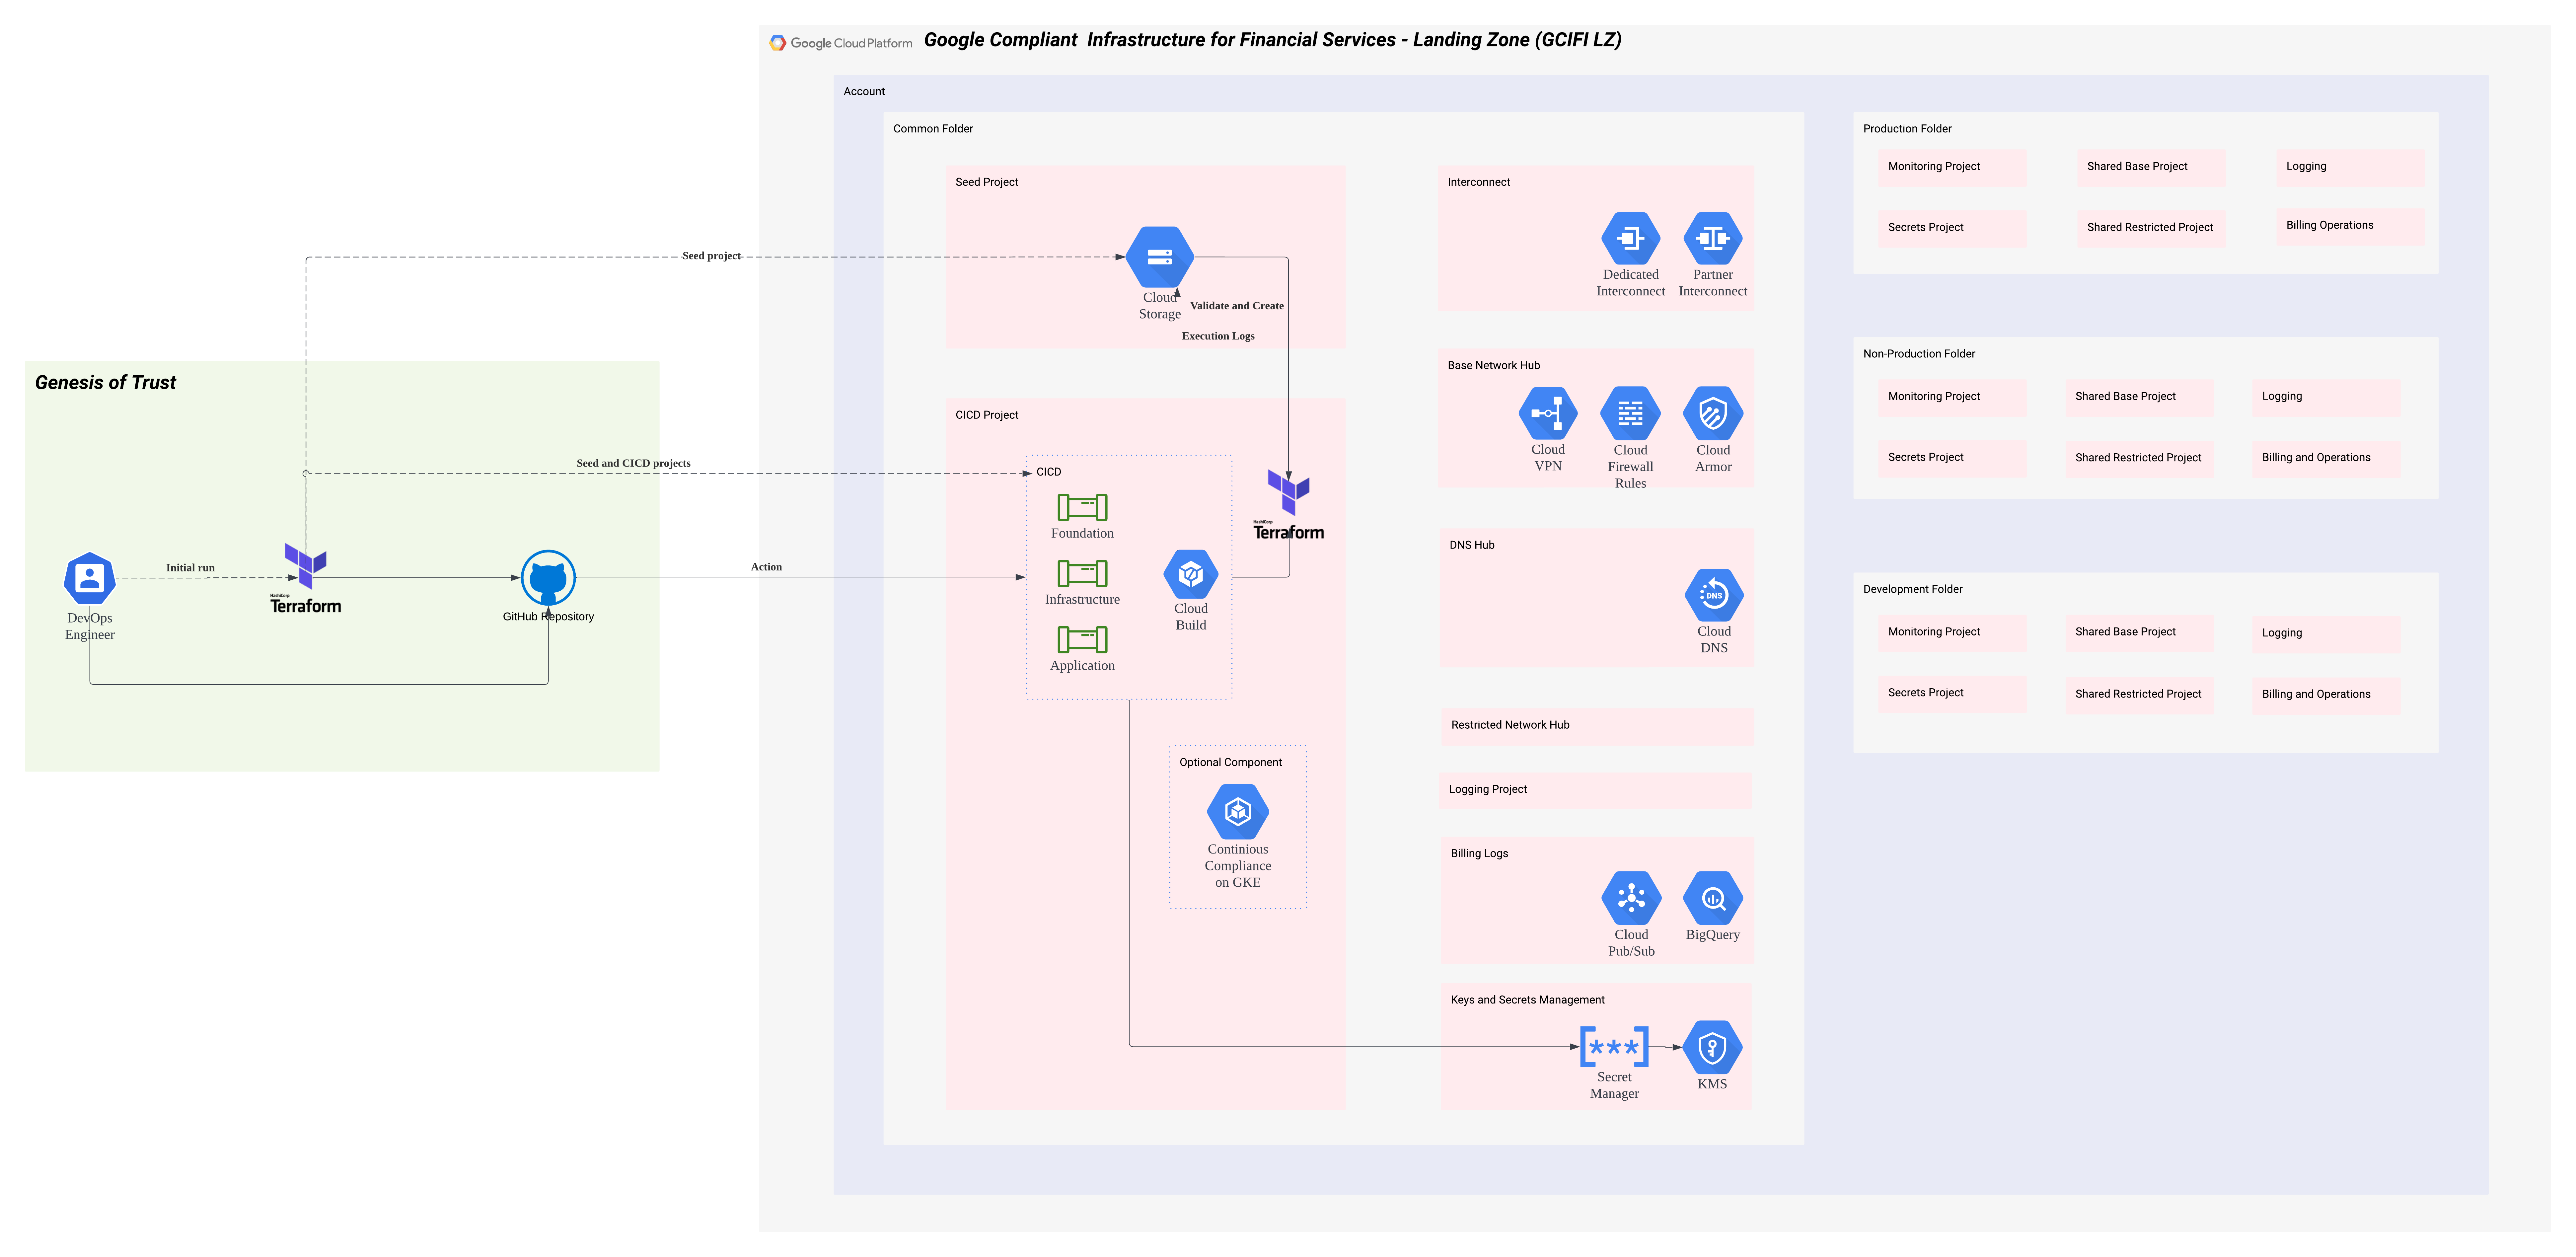 Google Cloud Platform
Google Compliant Infrastructure for Financial Services - Landing Zone (GCIFI LZ)
Genesis of Trust
DevOps
Engineer
Initial run
HashiCorp
Terraform
GitHub Repository
Seed project
Seed and CICD projects
Action
Account
Common Folder
Seed Project
Cloud
Storage
Validate and Create
Execution Logs
CICD Project
CICD
Foundation
Infrastructure
Application
Cloud
Build
HashiCorp
Terraform
Optional Component
Continious
Compliance
on GKE
Interconnect
Dedicated
Interconnect
Partner
Interconnect
Base Network Hub
Cloud
VPN
Cloud
Firewall
Rules
Cloud
Armor
DNS Hub
DNS
Cloud
DNS
Restricted Network Hub
Logging Project
Billing Logs
Cloud
Pub/Sub
BigQuery
Keys and Secrets Management
[***]
Secret
Manager
KMS
Production Folder
Monitoring Project
Shared Base Project
Logging
Secrets Project
Shared Restricted Project
Billing Operations
Non-Production Folder
Monitoring Project
Shared Base Project
Logging
Secrets Project
Shared Restricted Project
Billing and Operations
Development Folder
Monitoring Project
Shared Base Project
Logging
Secrets Project
Shared Restricted Project
Billing and Operations